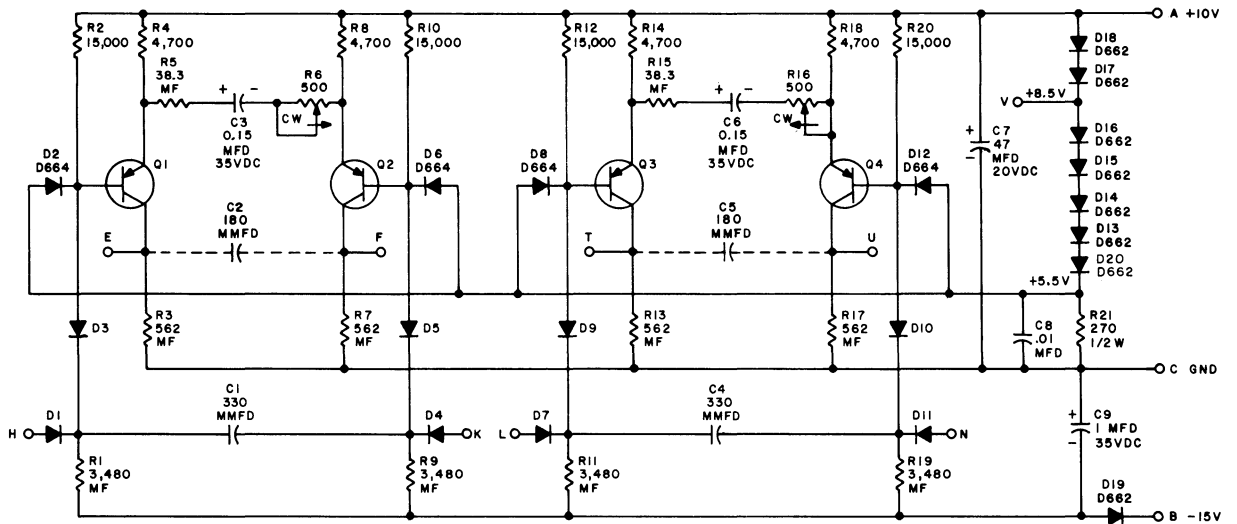 R2
15,000
R4
4,700
R8
4,700
R10
15,000
R12
15,000
R14
4,700
R18
4,700
R20
15,000
A +10V
D18
D662
D17
D662
R5
38.3
MF
+ -
C3
0.15
MFD
35VDC
R6
500
CW
R15
38.3
MF
+ -
C6
0.15
MFD
35VDC
R16
500
CW
V
+8.5V
+
-
C7
47
MFD
20VDC
D16
D662
D15
D662
D14
D662
D13
D662
D20
D662
+5.5V
D2
D664
Q1
Q2
D6
D664
D8
D664
Q3
Q4
D12
D664
E
C2
180
MMFD
F
T
C5
180
MMFD
U
D3
R3
562
MF
R7
562
MF
D5
D9
R13
562
MF
R17
562
MF
D10
C8
.01
MFD
R21
270
1/2 W
C GND
H
D1
C1
330
MMFD
D4
K
L
D7
C4
330
MMFD
D11
N
+
-
C9
1 MFD
35VDC
R1
3,480
MF
R9
3,480
MF
R11
3,480
MF
R19
3,480
MF
D19
D662
B -15V